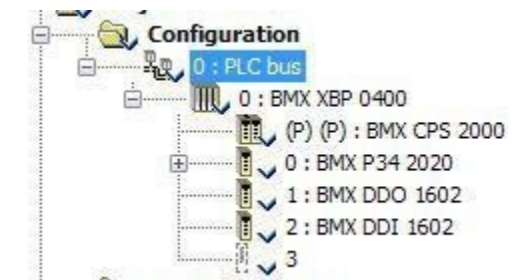 Configuration
0 : PLC bus
0 : BMX XBP 0400
(P) (P) : BMX CPS 2000
0 : BMX P34 2020
1 : BMX DDO 1602
2 : BMX DDI 1602
3